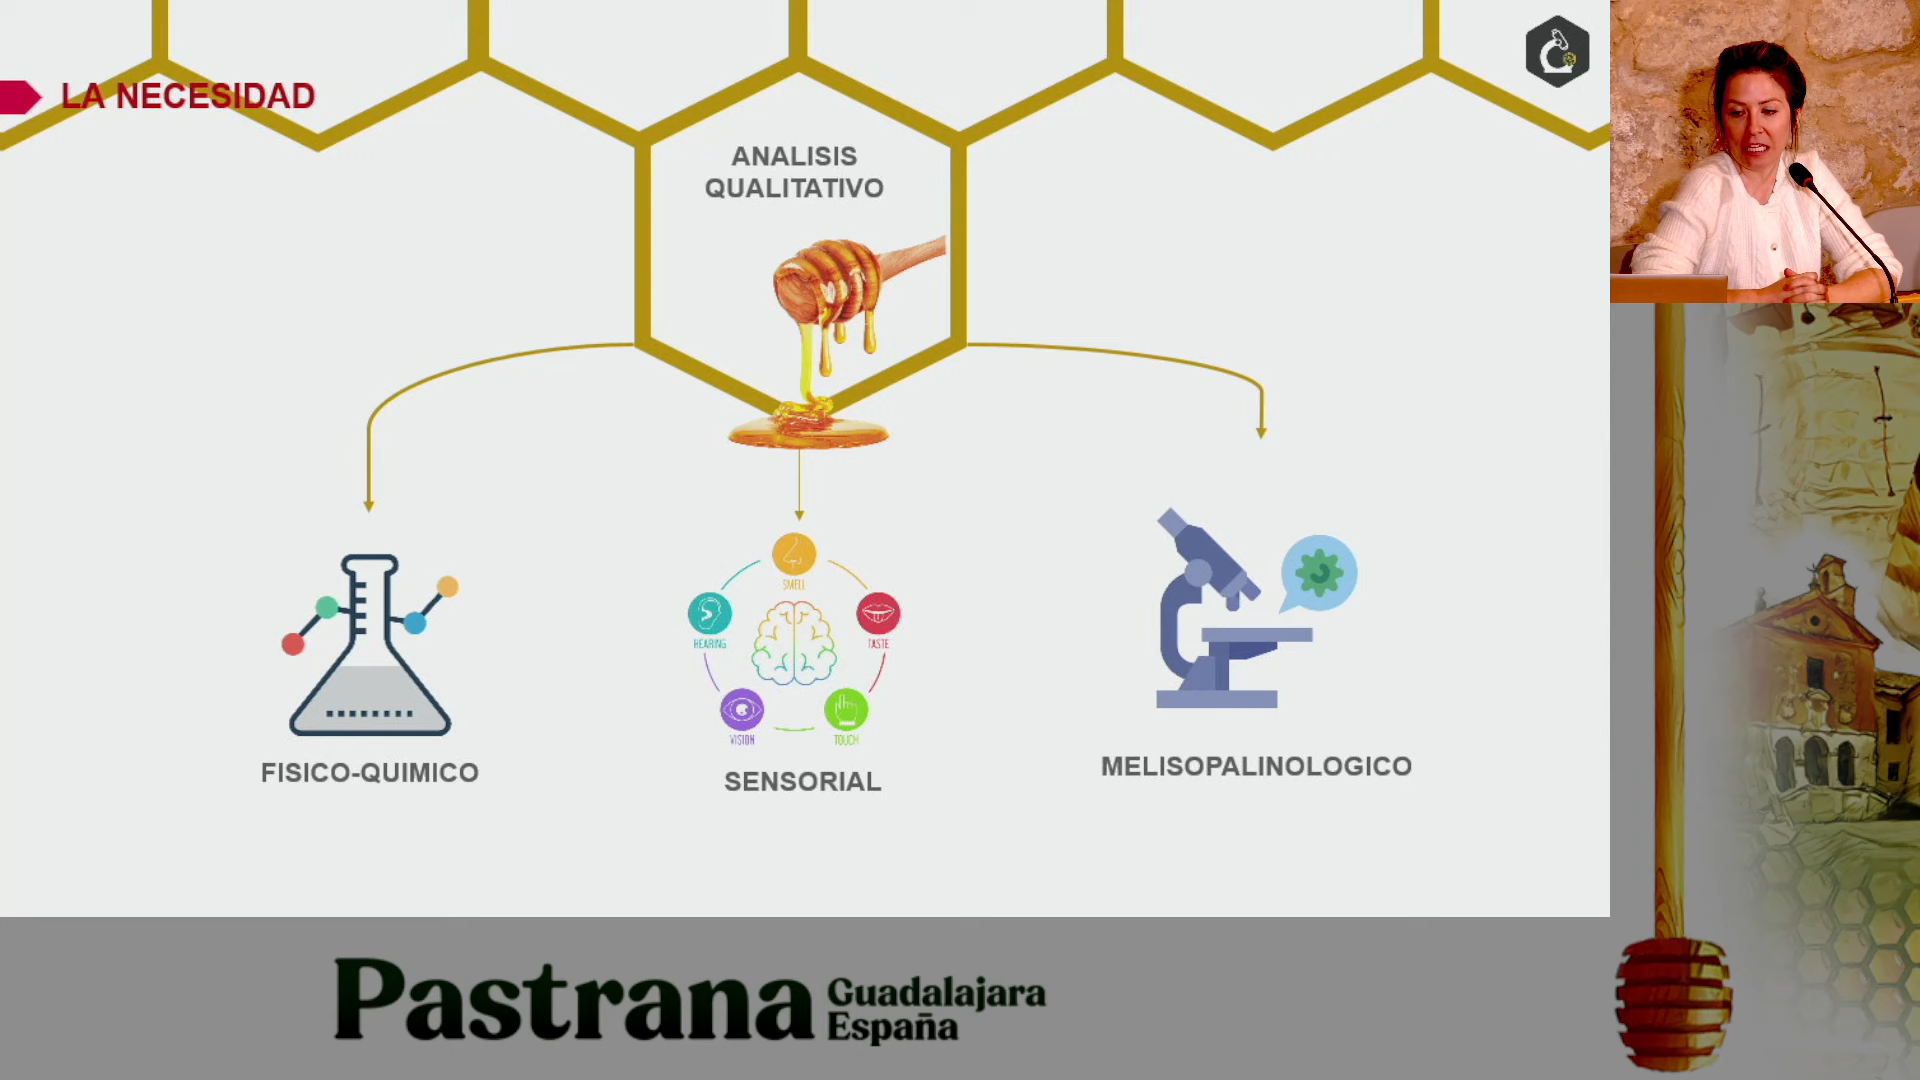 LA NECESIDAD
ANALISIS
QUALITATIVO
SMELL
HEARING
TASTE
VISION
TOUCH
FISICO-QUIMICO
SENSORIAL
MELISOPALINOLOGICO
Pastrana
Guadalajara
España